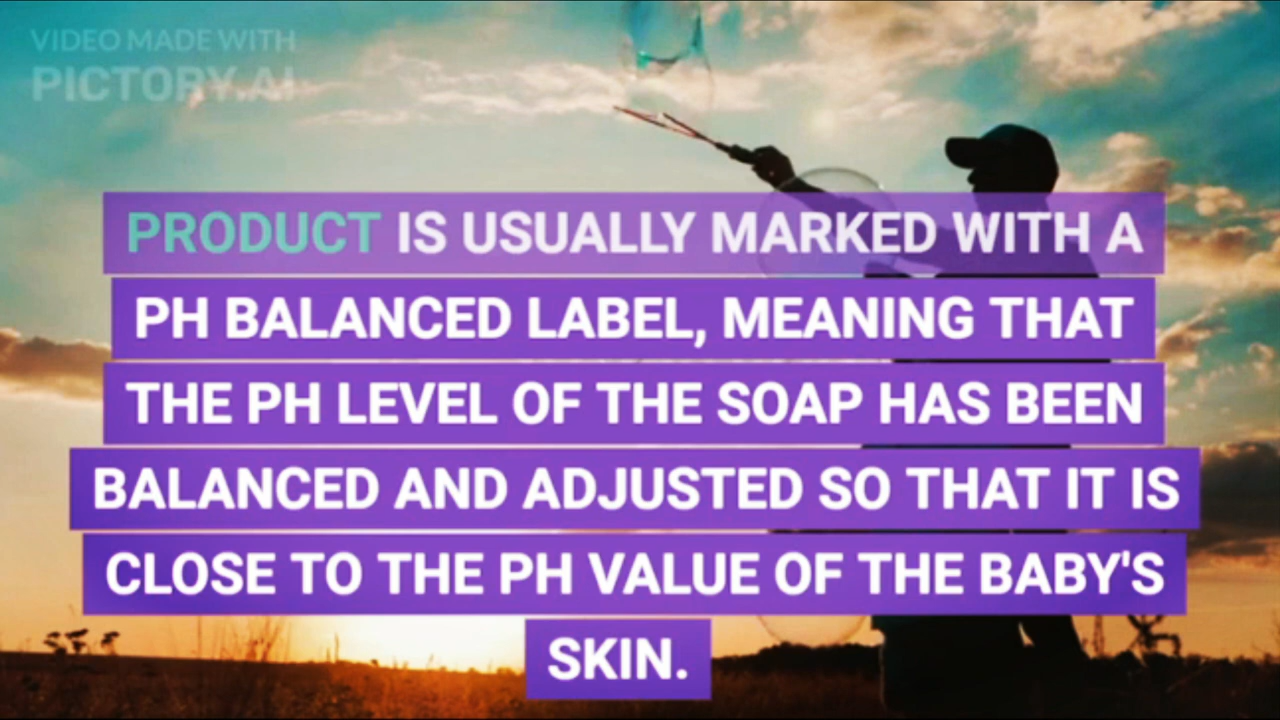 VIDEO MADE WITH
PICTORY.AI
PRODUCT IS USUALLY MARKED WITH A
PH BALANCED LABEL, MEANING THAT
THE PH LEVEL OF THE SOAP HAS BEEN
BALANCED AND ADJUSTED SO THAT IT IS
CLOSE TO THE PH VALUE OF THE BABY'S
SKIN.